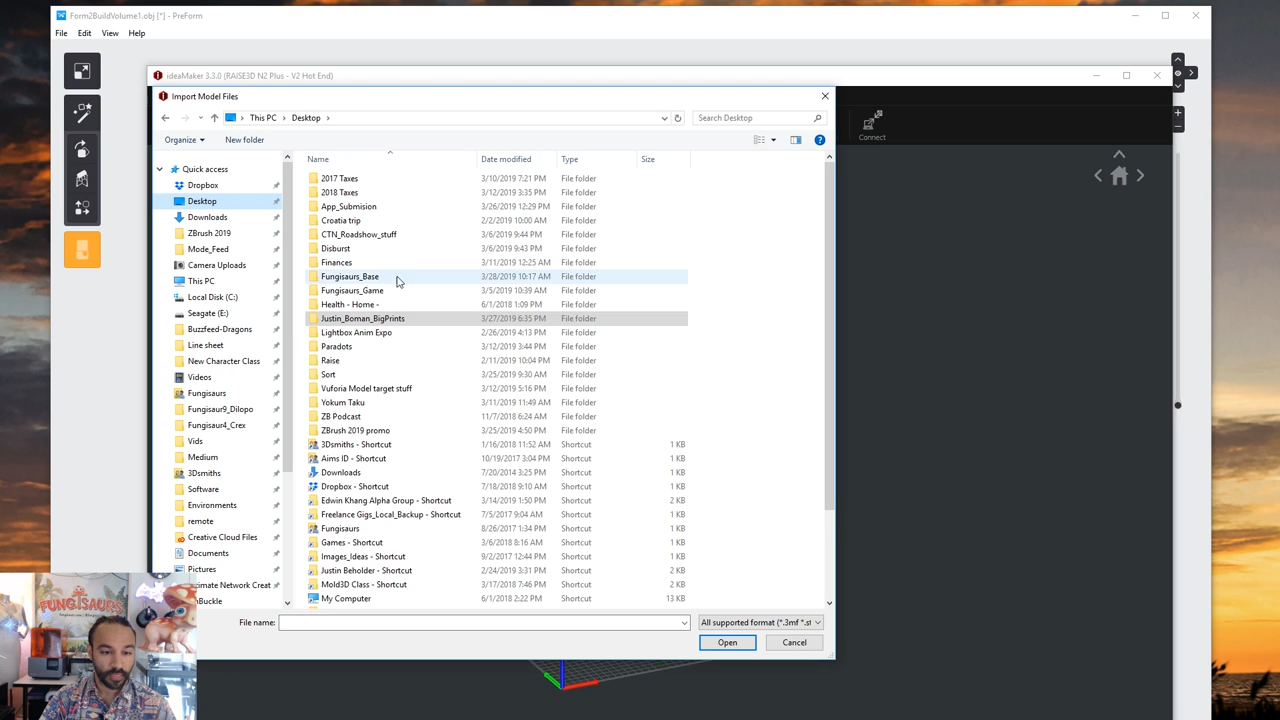 Form2BuildVolume1.obj [*] - PreForm
File Edit View Help
ideaMaker 3.3.0 (RAISE3D N2 Plus - V2 Hot End)
Import Model Files
This PC > Desktop >
Search Desktop
Connect
Organize
New folder
Name Date modified Type Size
Quick access
Dropbox
Desktop
Downloads
ZBrush 2019
Mode_Feed
Camera Uploads
This PC
Local Disk (C:)
Seagate (E:)
Buzzfeed-Dragons
Line sheet
New Character Class
Videos
Fungisaurs
Fungisaur9_Dilopo
Fungisaur4_Crex
Vids
Medium
3Dsmiths
Software
Environments
remote
Creative Cloud Files
Documents
Pictures
timate Network Creat
nBuckle
2017 Taxes 3/10/2019 7:21 PM File folder
2018 Taxes 3/12/2019 3:35 PM File folder
App_Submision 3/26/2019 12:29 PM File folder
Croatia trip 2/2/2019 10:00 AM File folder
CTN_Roadshow_stuff 3/6/2019 9:44 PM File folder
Disburst 3/6/2019 9:43 PM File folder
Finances 3/11/2019 12:25 AM File folder
Fungisaurs_Base 3/28/2019 10:17 AM File folder
Fungisaurs_Game 3/5/2019 10:39 AM File folder
Health - Home - 6/1/2018 1:09 PM File folder
Justin_Boman_BigPrints 3/27/2019 6:35 PM File folder
Lightbox Anim Expo 2/26/2019 4:13 PM File folder
Paradots 3/12/2019 3:44 PM File folder
Raise 2/11/2019 10:04 PM File folder
Sort 3/25/2019 9:30 AM File folder
Vuforia Model target stuff 3/12/2019 5:16 PM File folder
Yokum Taku 3/11/2019 11:49 AM File folder
ZB Podcast 11/7/2018 6:24 AM File folder
ZBrush 2019 promo 3/25/2019 4:50 PM File folder
3Dsmiths - Shortcut 1/16/2018 11:52 AM Shortcut 1 KB
Aims ID - Shortcut 10/19/2017 3:04 PM Shortcut 1 KB
Downloads 7/20/2014 3:25 PM Shortcut 1 KB
Dropbox - Shortcut 7/18/2018 9:10 AM Shortcut 1 KB
Edwin Khang Alpha Group - Shortcut 3/14/2019 1:50 PM Shortcut 2 KB
Freelance Gigs_Local_Backup - Shortcut 7/5/2017 9:04 AM Shortcut 1 KB
Fungisaurs 8/26/2017 1:34 PM Shortcut 1 KB
Games - Shortcut 3/6/2018 8:16 AM Shortcut 1 KB
Images_Ideas - Shortcut 9/2/2017 12:44 PM Shortcut 1 KB
Justin Beholder - Shortcut 2/24/2019 3:31 PM Shortcut 2 KB
Mold3D Class - Shortcut 3/17/2018 7:46 PM Shortcut 1 KB
My Computer 6/1/2018 2:22 PM Shortcut 13 KB
File name:
All supported format (*.3mf *.st
Open Cancel
FUNGISAURS